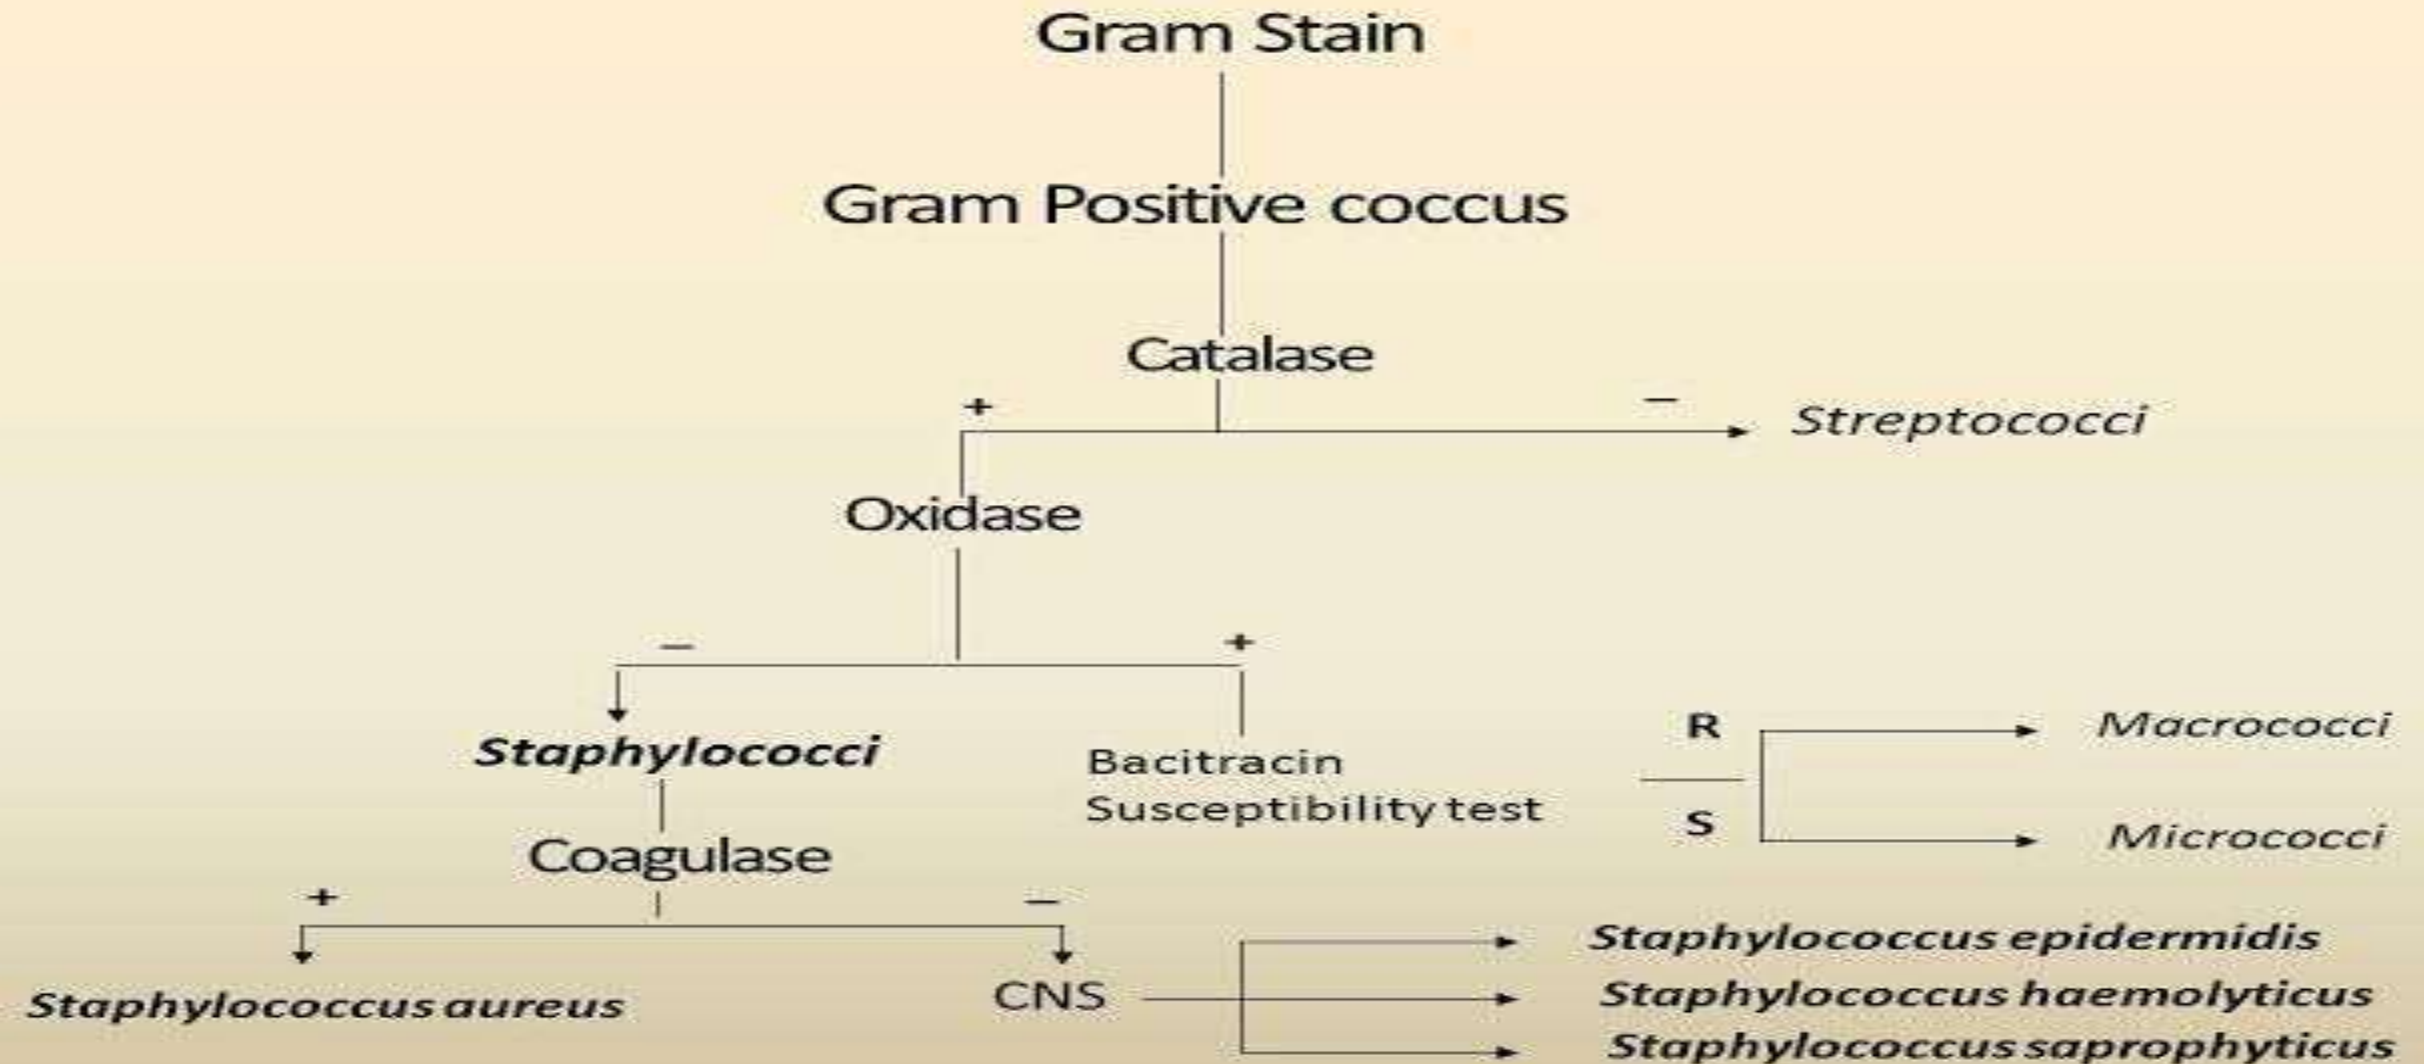 Gram Stain
Gram Positive coccus
Catalase
+
–
Streptococci
Oxidase
–
+
Staphylococci
Bacitracin
Susceptibility test
R
S
Macrococci
Micrococci
Coagulase
+
–
Staphylococcus aureus
CNS
Staphylococcus epidermidis
Staphylococcus haemolyticus
Staphylococcus saprophyticus